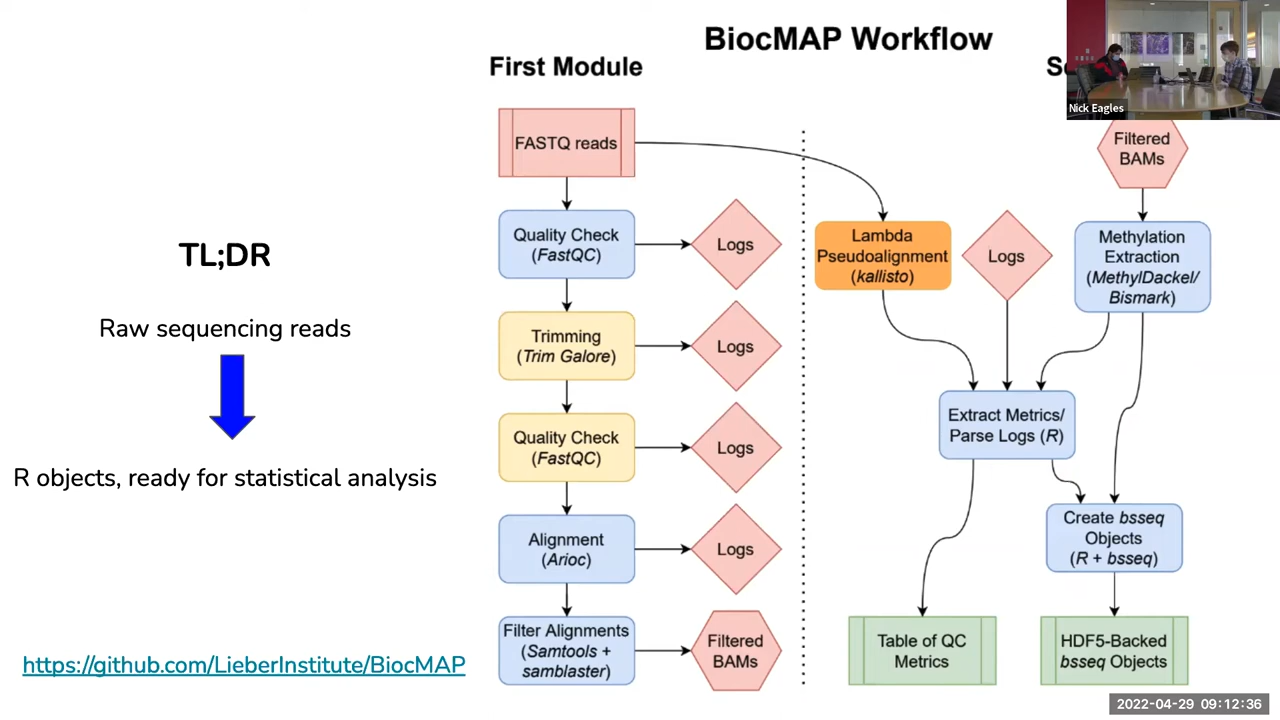 BiocMAP Workflow
First Module
Nick Eagles
TL;DR
Raw sequencing reads
R objects, ready for statistical analysis
https://github.com/LieberInstitute/BiocMAP
FASTQ reads
Quality Check
(FastQC)
Logs
Trimming
(Trim Galore)
Logs
Quality Check
(FastQC)
Logs
Alignment
(Arioc)
Logs
Filter Alignments
(Samtools +
samblaster)
Filtered
BAMs
Lambda
Pseudoalignment
(kallisto)
Logs
Filtered
BAMs
Methylation
Extraction
(MethylDackel/
Bismark)
Extract Metrics/
Parse Logs (R)
Create bsseq
Objects
(R + bsseq)
Table of QC
Metrics
HDF5-Backed
bsseq Objects
2022-04-29 09:12:36